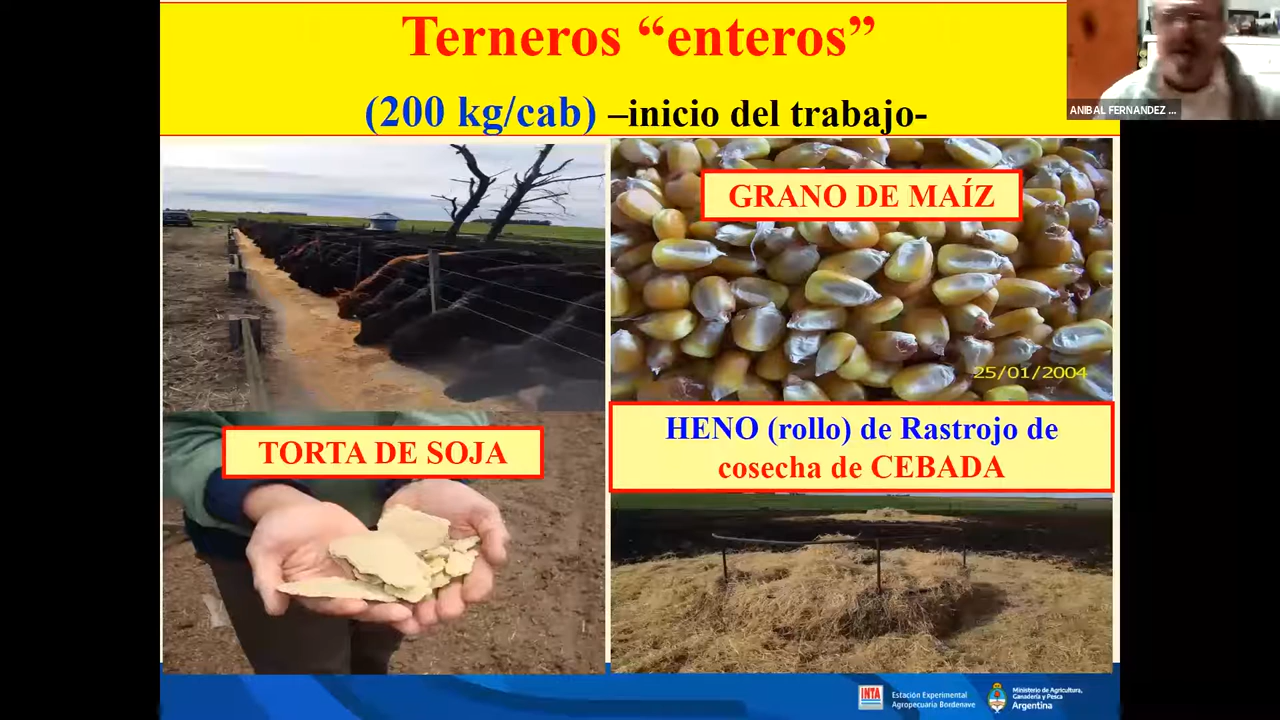 Terneros “enteros”
(200 kg/cab) –inicio del trabajo-
ANIBAL FERNANDEZ ...
GRANO DE MAÍZ
25/01/2004
TORTA DE SOJA
HENO (rollo) de Rastrojo de
cosecha de CEBADA
INTA
Estación Experimental
Agropecuaria Bordenave
Ministerio de Agricultura,
Ganadería y Pesca
Argentina